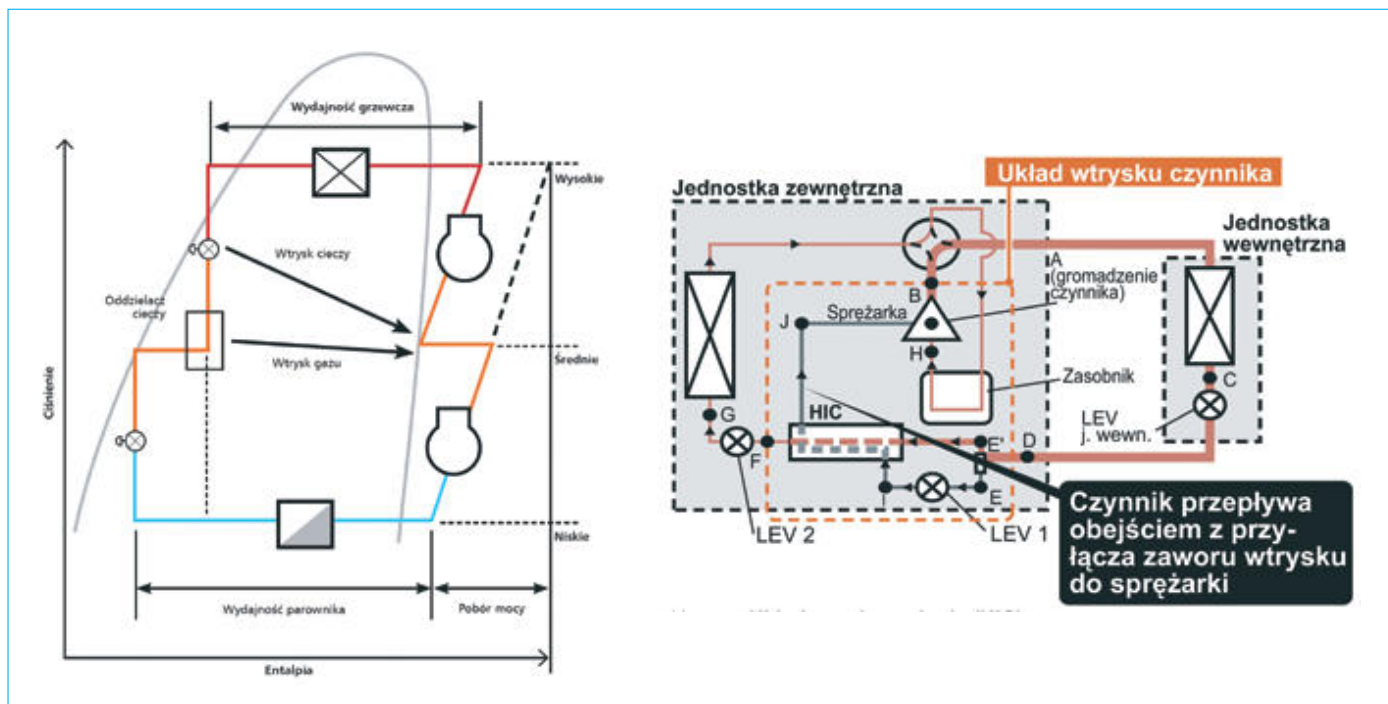 Wydajność grzewcza
Wysokie
Wtrysk cieczy
Oddzielacz
cieczy
Wtrysk gazu
Średnie
Ciśnienie
Niskie
Wydajność parownika
Pobór mocy
Entalpia
Układ wtrysku czynnika
Jednostka zewnętrzna
Jednostka
wewnętrzna
A
(gromadzenie
czynnika)
B
Sprężarka
J
H
Zasobnik
C
LEV
j. wewn.
G
HIC
E'
D
F
I
E
LEV 2
LEV 1
Czynnik przepływa
obejściem z przy-
łącza zaworu wtrysku
do sprężarki